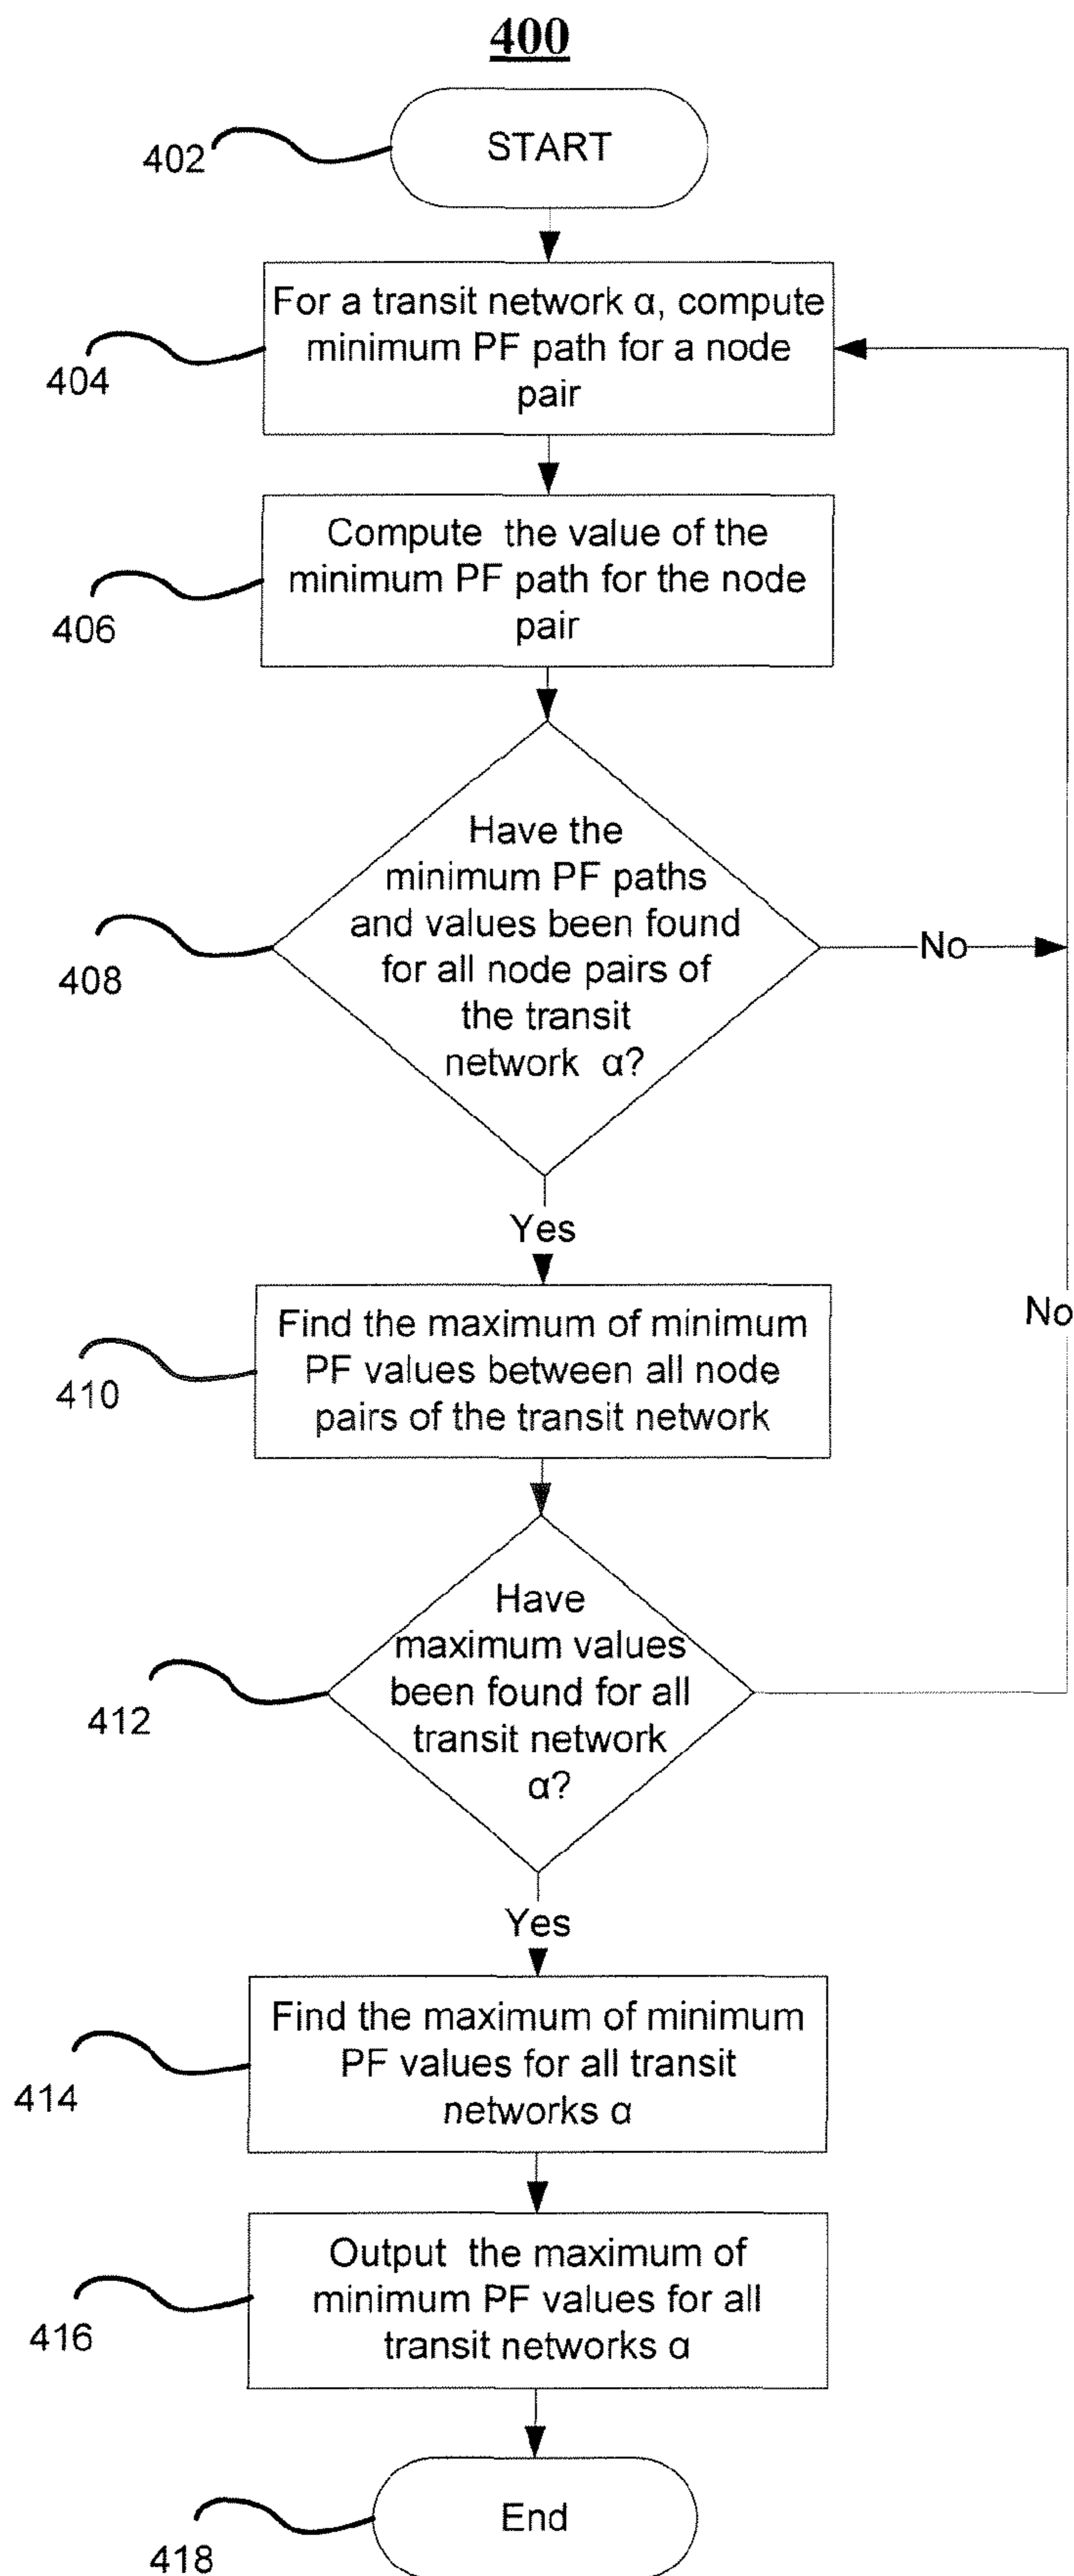 400
START
402
For a transit network α, compute
minimum PF path for a node
pair
404
Compute the value of the
minimum PF path for the node
pair
406
Have the
minimum PF paths
and values been found
for all node pairs of
the transit
network α?
No
408
Yes
Find the maximum of minimum
PF values between all node
pairs of the transit network
No
410
Have
maximum values
been found for all
transit network
α?
412
Yes
Find the maximum of minimum
PF values for all transit
networks α
414
Output the maximum of
minimum PF values for all
transit networks α
416
End
418